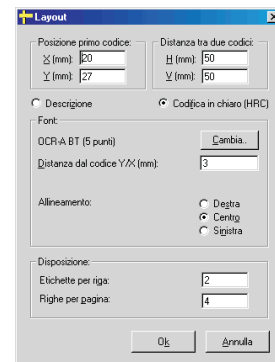 Layout
Posizione primo codice: Distanza tra due codici:
X (mm): 20 H (mm): 50
Y (mm): 27 V (mm): 50
Descrizione Codifica in chiaro (HRC)
Font:
OCR-A BT (5 punti) Cambia..
Distanza dal codice Y/X (mm): 3
Allineamento: Destra
Centro
Sinistra
Disposizione:
Etichette per riga: 2
Righe per pagina: 4
Ok Annulla